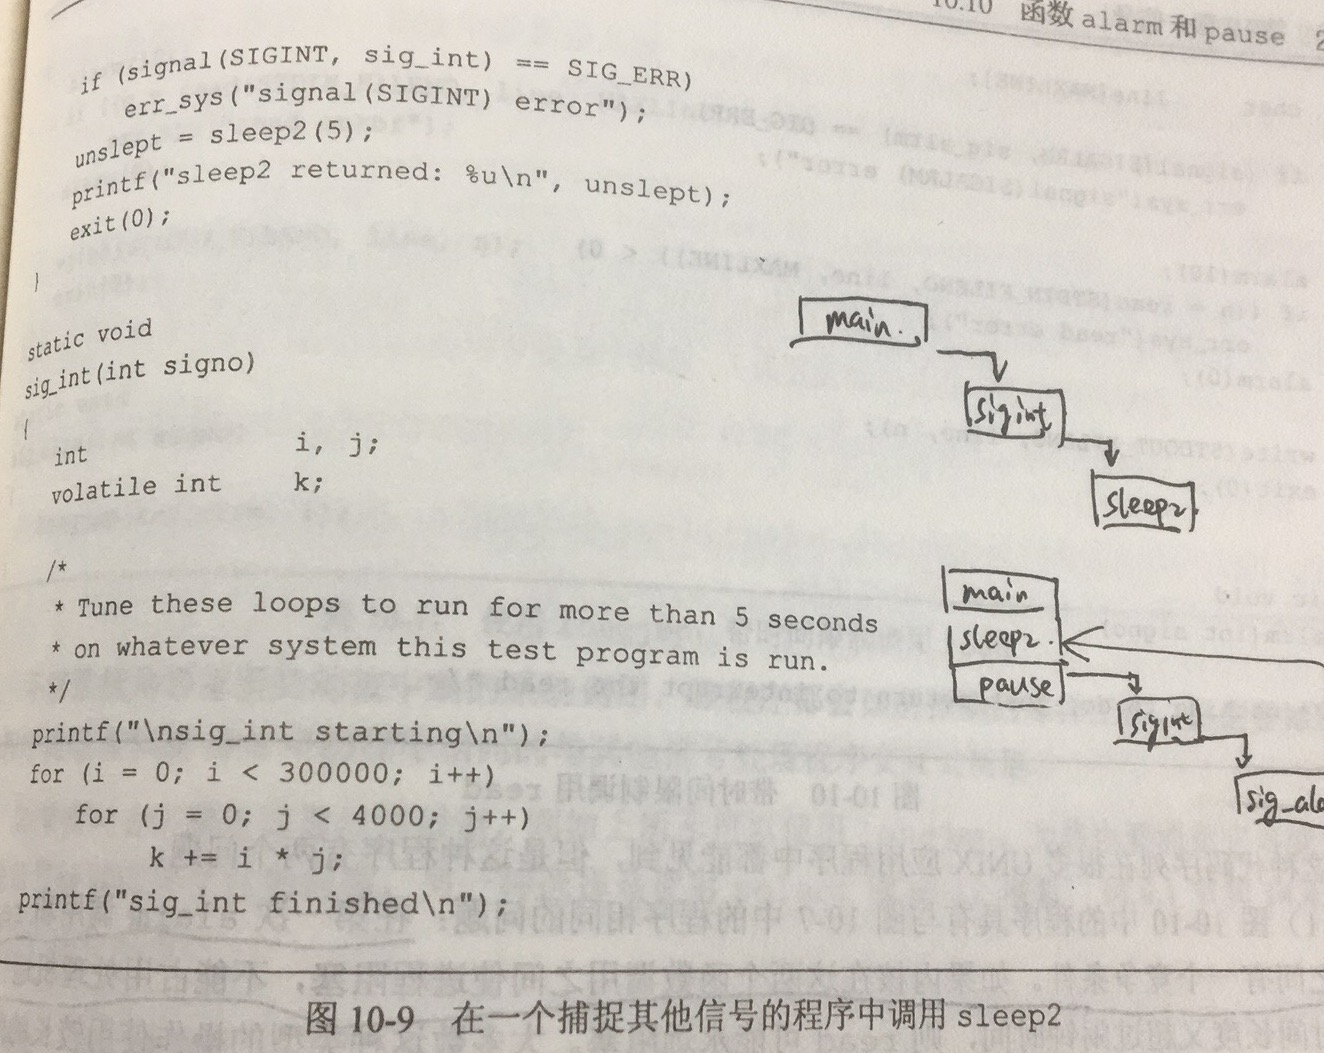 10.10 函数 alarm 和 pause
if (signal(SIGINT, sig_int) == SIG_ERR)
err_sys("signal(SIGINT) error");
unslept = sleep2(5);
printf("sleep2 returned: %u\n", unslept);
exit(0);
}
static void
sig_int(int signo)
{
int i, j;
volatile int k;
/*
* Tune these loops to run for more than 5 seconds
* on whatever system this test program is run.
*/
printf("\nsig_int starting\n");
for (i = 0; i < 300000; i++)
for (j = 0; j < 4000; j++)
k += i * j;
printf("sig_int finished\n");
main.
sigint
sleep2
main
sleep2.
pause
sigint
图 10-9 在一个捕捉其他信号的程序中调用 sleep2